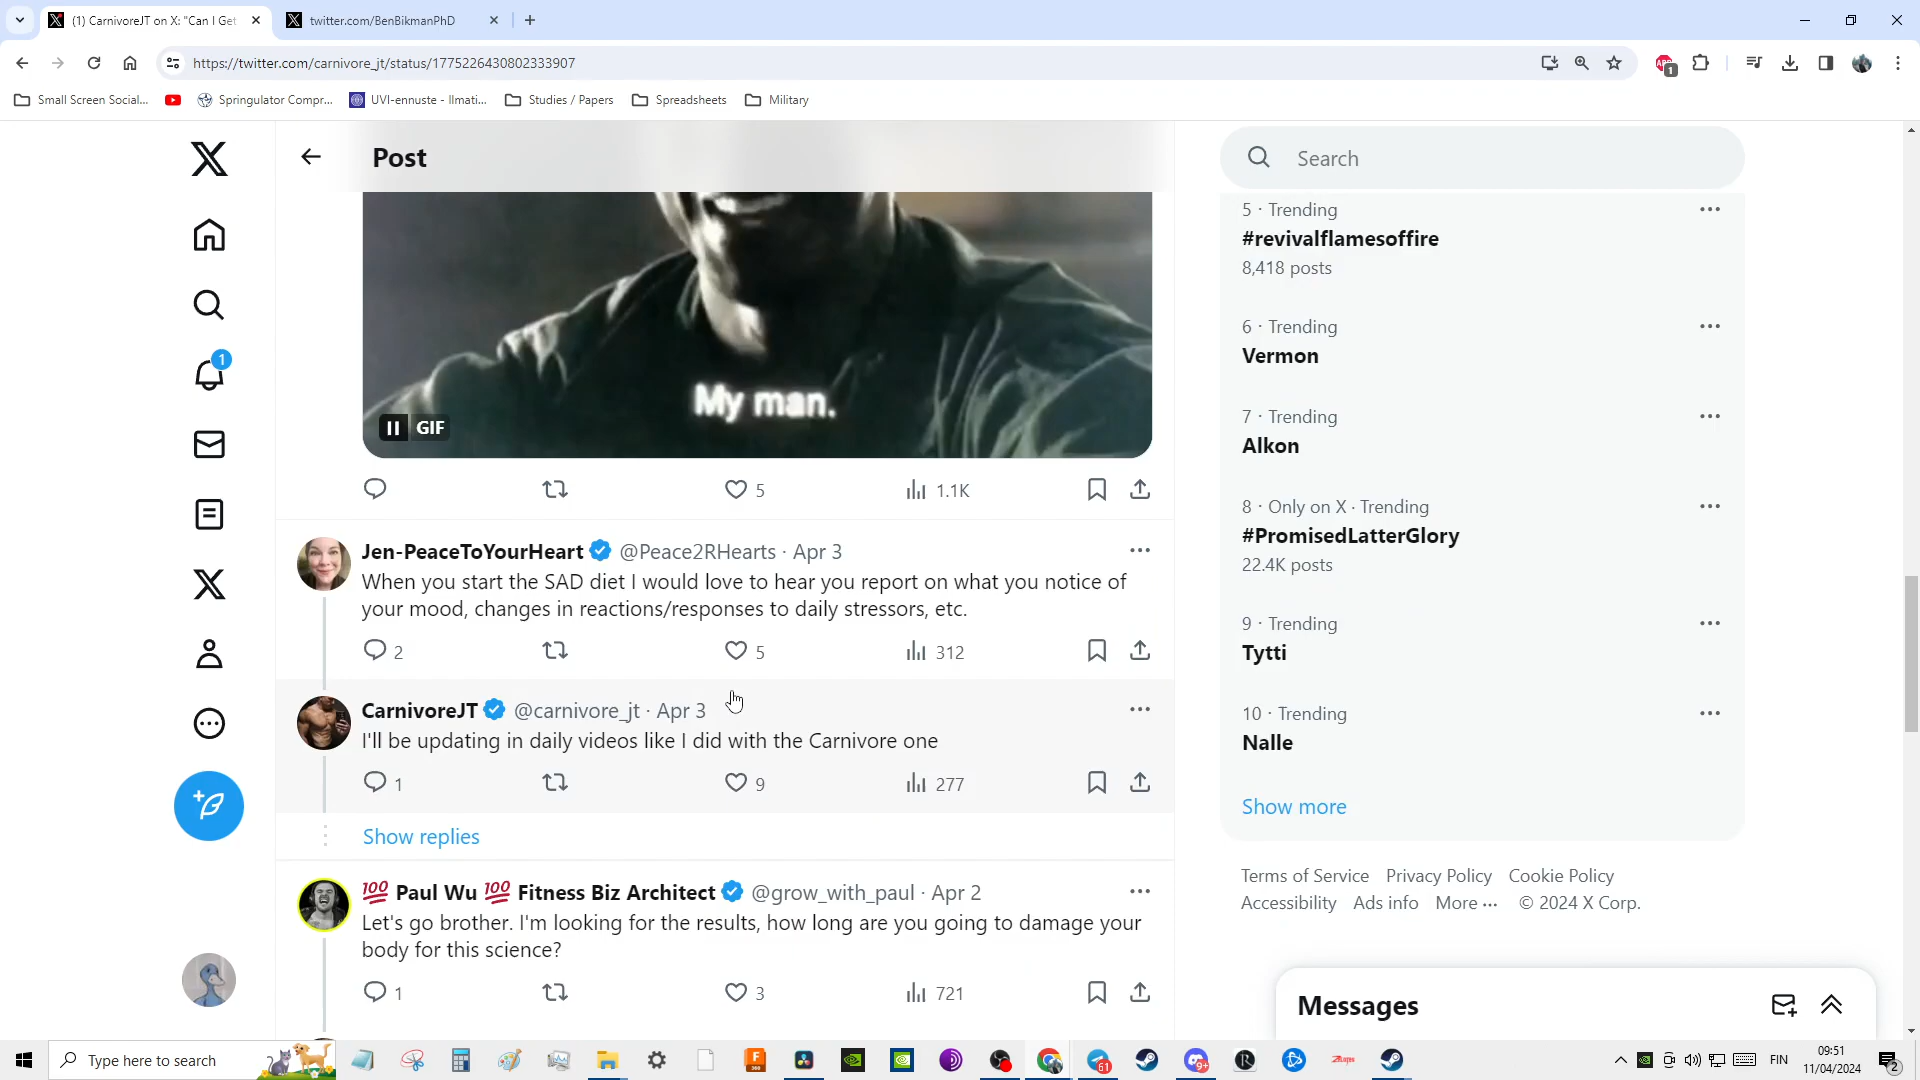 (1) CarnivoreJT on X: "Can I Get
twitter.com/BenBikmanPhD
https://twitter.com/carnivore_jt/status/1775226430802333907
1
Small Screen Social...
Springulator Compr...
UVI-ennuste - Ilmati...
Studies / Papers
Spreadsheets
Military
Post
Search
My man.
GIF
5
1.1K
Jen-PeaceToYourHeart @Peace2RHearts · Apr 3
When you start the SAD diet I would love to hear you report on what you notice of
your mood, changes in reactions/responses to daily stressors, etc.
2
5
312
CarnivoreJT @carnivore_jt · Apr 3
I'll be updating in daily videos like I did with the Carnivore one
1
9
277
Show replies
💯 Paul Wu 💯 Fitness Biz Architect @grow_with_paul · Apr 2
Let's go brother. I'm looking for the results, how long are you going to damage your
body for this science?
1
3
721
1
5 · Trending
#revivalflamesoffire
8,418 posts
6 · Trending
Vermon
7 · Trending
Alkon
8 · Only on X · Trending
#PromisedLatterGlory
22.4K posts
9 · Trending
Tytti
10 · Trending
Nalle
Show more
Terms of Service Privacy Policy Cookie Policy
Accessibility Ads info More ··· © 2024 X Corp.
Messages
Type here to search
61
9+
FIN
09:51
11/04/2024
2